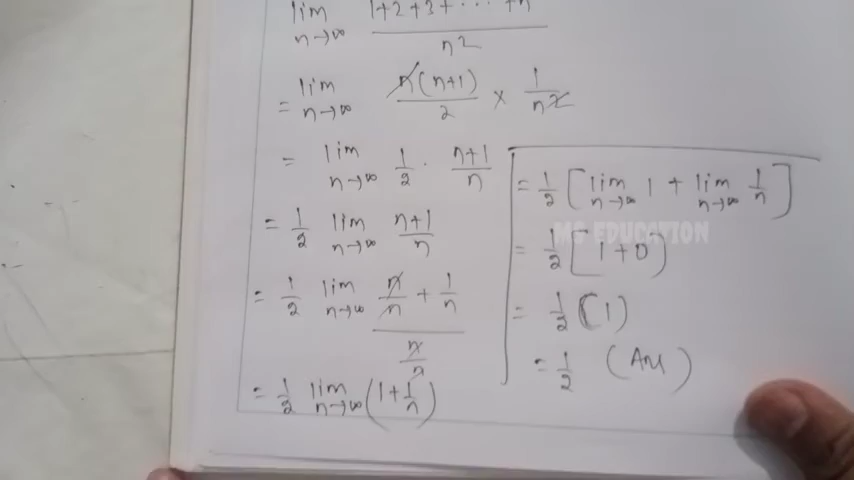 lim n→∞ 1+2+3+ ... +n / n²
= lim n→∞ n(n+1) / 2 × 1 / n²
= lim n→∞ 1/2 · n+1 / n
= 1/2 lim n→∞ n+1 / n
= 1/2 lim n→∞ n/n + 1/n / n/n
= 1/2 lim n→∞ (1 + 1/n)
= 1/2 [lim n→∞ 1 + lim n→∞ 1/n]
MS EDUCATION
= 1/2 [1+0]
= 1/2 (1)
= 1/2 (Ans)